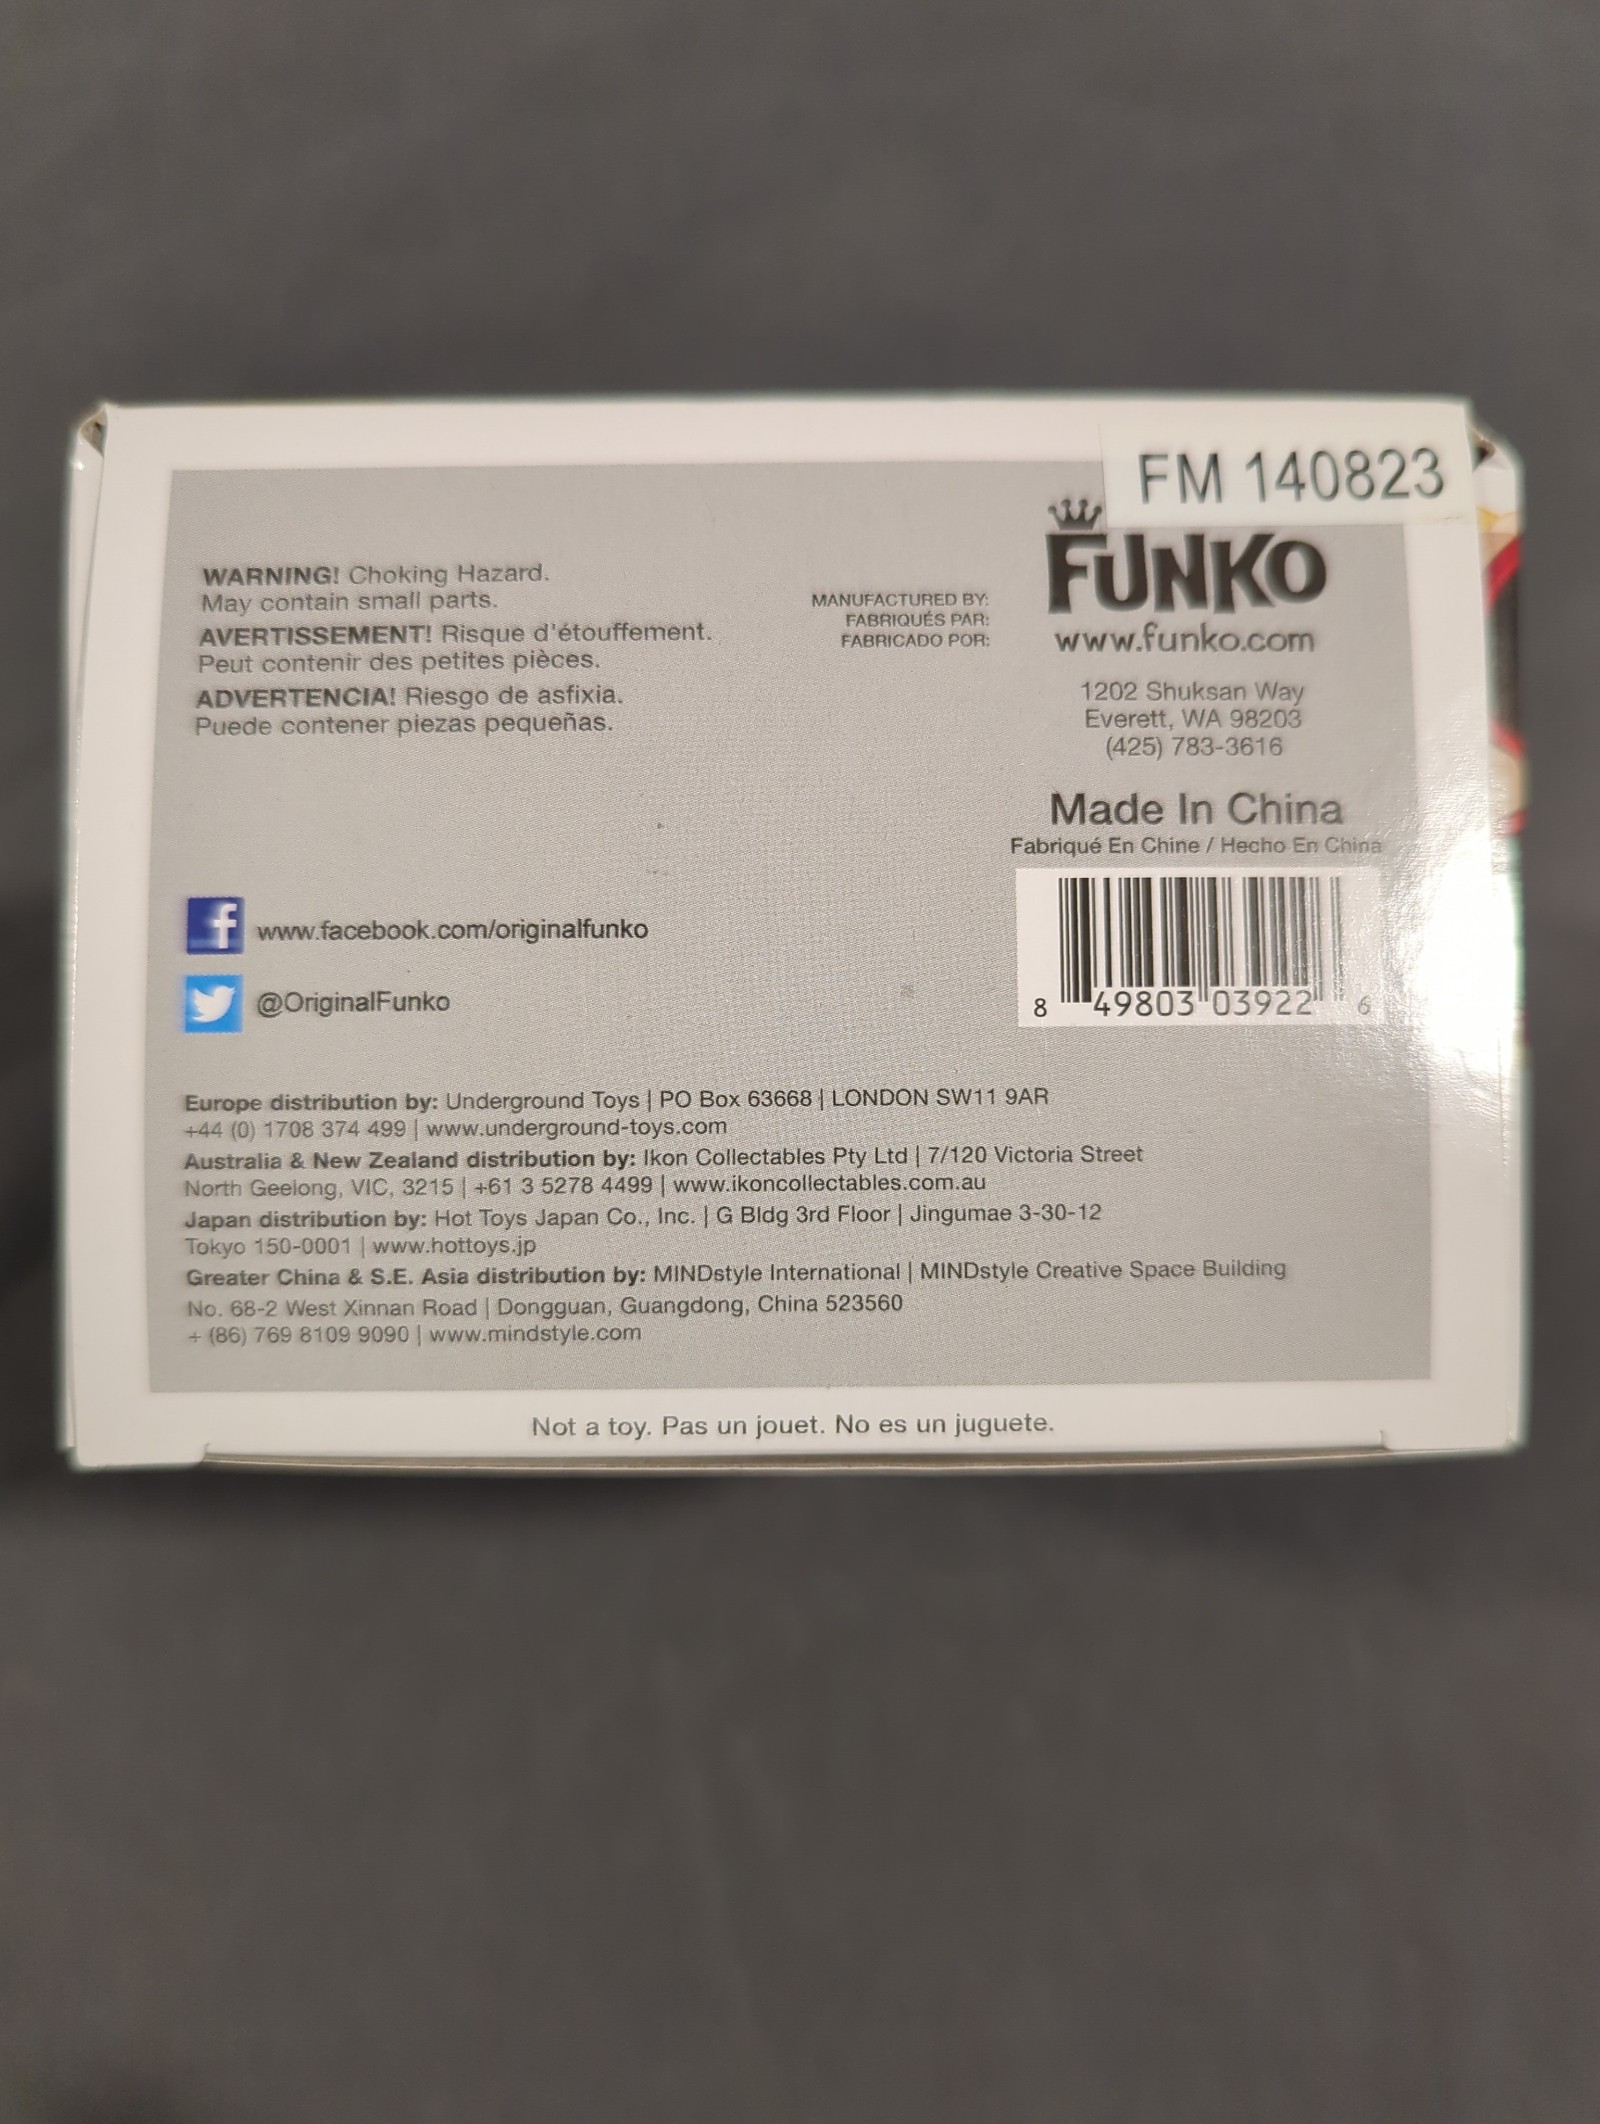 FM 140823
WARNING! Choking Hazard.
May contain small parts.
AVERTISSEMENT! Risque d'étouffement.
Peut contenir des petites pièces.
ADVERTENCIA! Riesgo de asfixia.
Puede contener piezas pequeñas.
MANUFACTURED BY:
FABRIQUÉS PAR:
FABRICADO POR:
FUNKO
www.funko.com
1202 Shuksan Way
Everett, WA 98203
(425) 783-3616
Made In China
Fabriqué En Chine / Hecho En China
8 49803 03922 6
f www.facebook.com/originalfunko
@OriginalFunko
Europe distribution by: Underground Toys | PO Box 63668 | LONDON SW11 9AR
+44 (0) 1708 374 499 | www.underground-toys.com
Australia & New Zealand distribution by: Ikon Collectables Pty Ltd | 7/120 Victoria Street
North Geelong, VIC, 3215 | +61 3 5278 4499 | www.ikoncollectables.com.au
Japan distribution by: Hot Toys Japan Co., Inc. | G Bldg 3rd Floor | Jingumae 3-30-12
Tokyo 150-0001 | www.hottoys.jp
Greater China & S.E. Asia distribution by: MINDstyle International | MINDstyle Creative Space Building
No. 68-2 West Xinnan Road | Dongguan, Guangdong, China 523560
+ (86) 769 8109 9090 | www.mindstyle.com
Not a toy. Pas un jouet. No es un juguete.